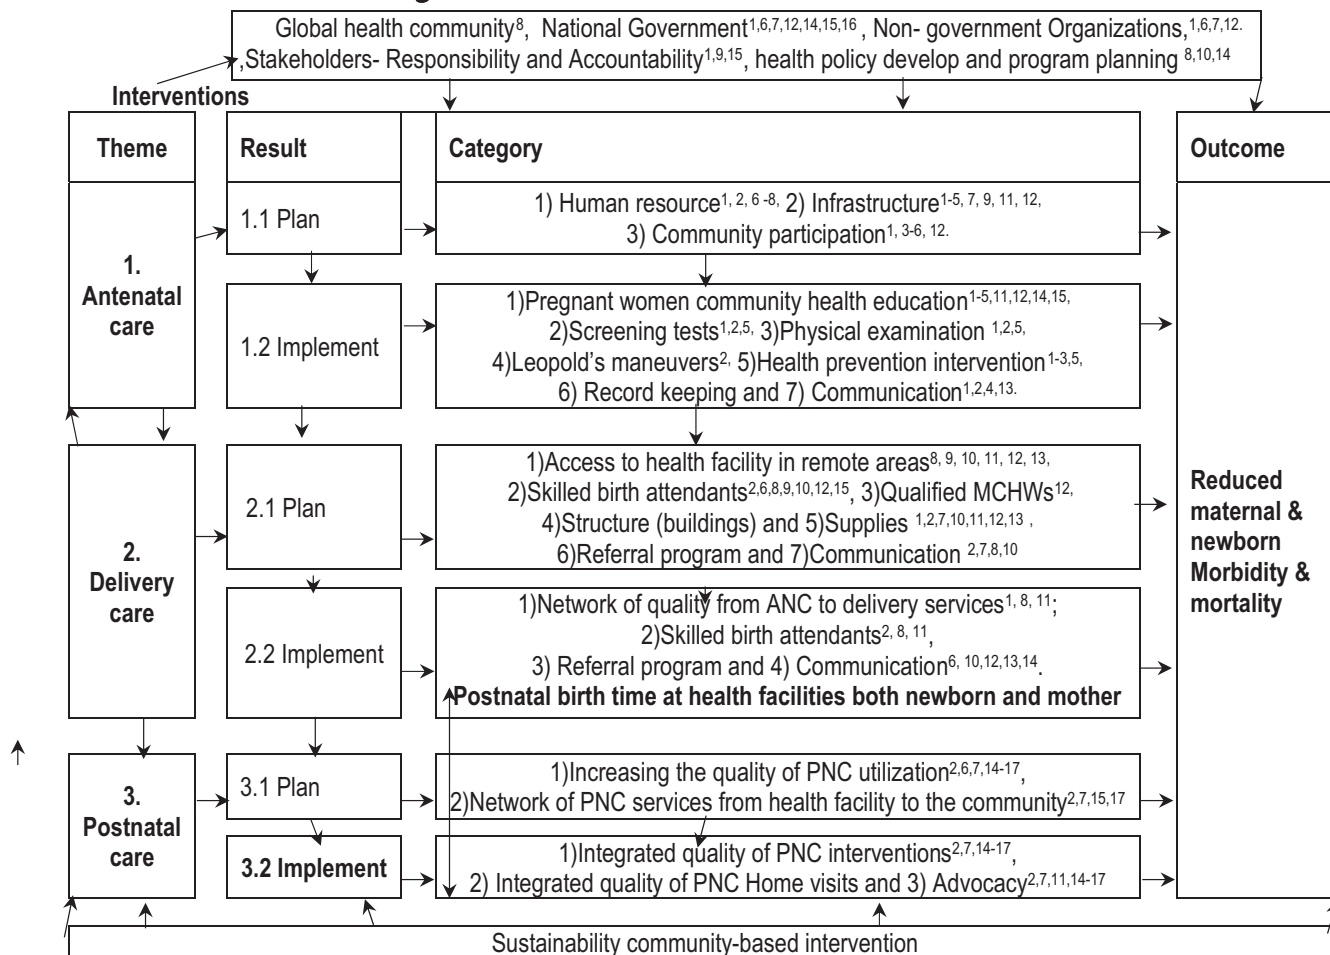 Global health community8, National Government1,6,7,12,14,15,16 , Non- government Organizations,1,6,7,12.
,Stakeholders- Responsibility and Accountability1,9,15, health policy develop and program planning 8,10,14
Interventions
Theme
Result
Category
Outcome
1.
Antenatal
care
1.1 Plan
1) Human resource1, 2, 6 -8, 2) Infrastructure1-5, 7, 9, 11, 12,
3) Community participation1, 3-6, 12.
1.2 Implement
1)Pregnant women community health education1-5,11,12,14,15,
2)Screening tests1,2,5, 3)Physical examination 1,2,5,
4)Leopold's maneuvers2, 5)Health prevention intervention1-3,5,
6) Record keeping and 7) Communication1,2,4,13.
2.
Delivery
care
2.1 Plan
1)Access to health facility in remote areas8, 9, 10, 11, 12, 13,
2)Skilled birth attendants2,6,8,9,10,12,15, 3)Qualified MCHWs12,
4)Structure (buildings) and 5)Supplies 1,2,7,10,11,12,13 ,
6)Referral program and 7)Communication 2,7,8,10
2.2 Implement
1)Network of quality from ANC to delivery services1, 8, 11;
2)Skilled birth attendants2, 8, 11,
3) Referral program and 4) Communication6, 10,12,13,14.
Postnatal birth time at health facilities both newborn and mother
3.
Postnatal
care
3.1 Plan
1)Increasing the quality of PNC utilization2,6,7,14-17,
2)Network of PNC services from health facility to the community2,7,15,17
3.2 Implement
1)Integrated quality of PNC interventions2,7,14-17,
2) Integrated quality of PNC Home visits and 3) Advocacy2,7,11,14-17
Reduced
maternal &
newborn
Morbidity &
mortality
Sustainability community-based intervention